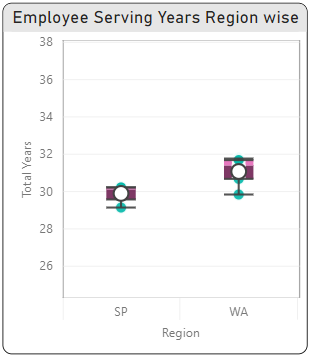 Employee Serving Years Region wise
38
36
34
32
30
28
26
Total Years
SP
WA
Region